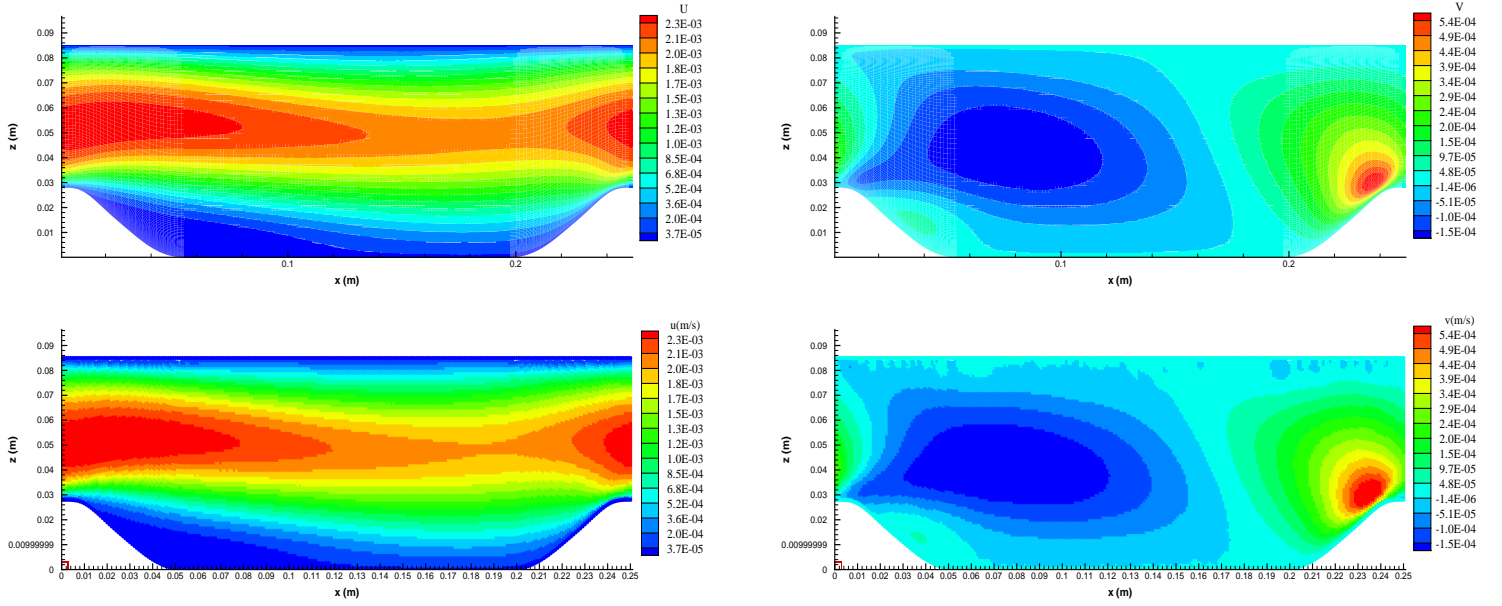 U
2.3E-03
2.1E-03
2.0E-03
1.8E-03
1.7E-03
1.5E-03
1.3E-03
1.2E-03
1.0E-03
8.5E-04
6.8E-04
5.2E-04
3.6E-04
2.0E-04
3.7E-05
0.09
0.08
0.07
0.06
0.05
0.04
0.03
0.02
0.01
z (m)
0.1 0.2
x (m)
V
5.4E-04
4.9E-04
4.4E-04
3.9E-04
3.4E-04
2.9E-04
2.4E-04
2.0E-04
1.5E-04
9.7E-05
4.8E-05
-1.4E-06
-5.1E-05
-1.0E-04
-1.5E-04
0.09
0.08
0.07
0.06
0.05
0.04
0.03
0.02
0.01
z (m)
0.1 0.2
x (m)
u(m/s)
2.3E-03
2.1E-03
2.0E-03
1.8E-03
1.7E-03
1.5E-03
1.3E-03
1.2E-03
1.0E-03
8.5E-04
6.8E-04
5.2E-04
3.6E-04
2.0E-04
3.7E-05
0.09
0.08
0.07
0.06
0.05
0.04
0.03
0.02
0.00999999
0
z (m)
0 0.01 0.02 0.03 0.04 0.05 0.06 0.07 0.08 0.09 0.1 0.11 0.12 0.13 0.14 0.15 0.16 0.17 0.18 0.19 0.2 0.21 0.22 0.23 0.24 0.25
x (m)
v(m/s)
5.4E-04
4.9E-04
4.4E-04
3.9E-04
3.4E-04
2.9E-04
2.4E-04
2.0E-04
1.5E-04
9.7E-05
4.8E-05
-1.4E-06
-5.1E-05
-1.0E-04
-1.5E-04
0.09
0.08
0.07
0.06
0.05
0.04
0.03
0.02
0.00999999
0
z (m)
0 0.01 0.02 0.03 0.04 0.05 0.06 0.07 0.08 0.09 0.1 0.11 0.12 0.13 0.14 0.15 0.16 0.17 0.18 0.19 0.2 0.21 0.22 0.23 0.24 0.25
x (m)